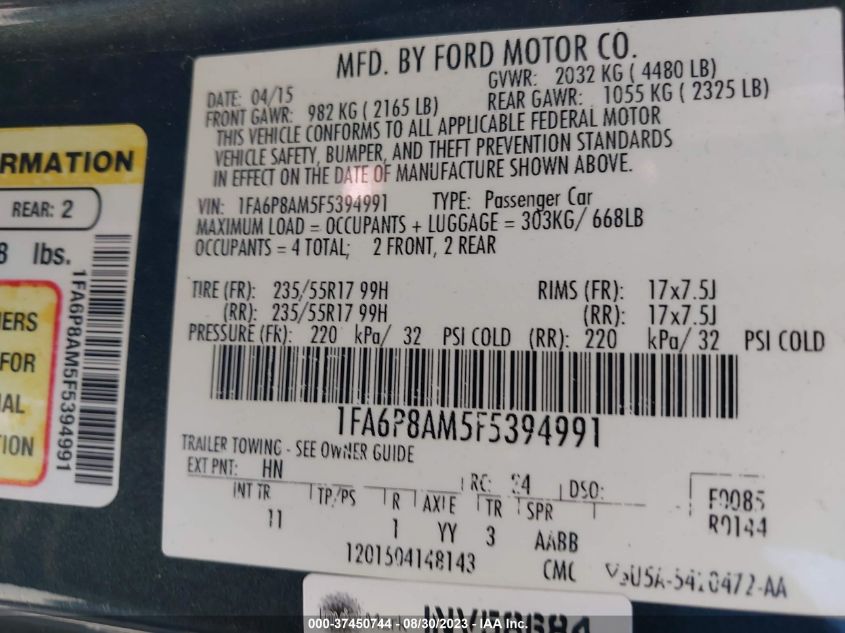 MFD. BY FORD MOTOR CO.
DATE: 04/15 GVWR: 2032 KG ( 4480 LB)
FRONT GAWR: 982 KG ( 2165 LB) REAR GAWR: 1055 KG ( 2325 LB)
THIS VEHICLE CONFORMS TO ALL APPLICABLE FEDERAL MOTOR
VEHICLE SAFETY, BUMPER, AND THEFT PREVENTION STANDARDS
IN EFFECT ON THE DATE OF MANUFACTURE SHOWN ABOVE.
VIN: 1FA6P8AM5F5394991 TYPE: Passenger Car
MAXIMUM LOAD = OCCUPANTS + LUGGAGE = 303KG/ 668LB
OCCUPANTS = 4 TOTAL; 2 FRONT, 2 REAR
TIRE (FR): 235/55R17 99H RIMS (FR): 17x7.5J
(RR): 235/55R17 99H (RR): 17x7.5J
PRESSURE (FR): 220 kPa/ 32 PSI COLD (RR): 220 kPa/ 32 PSI COLD
1FA6P8AM5F5394991
TRAILER TOWING - SEE OWNER GUIDE
EXT PNT: HN RC: 24 DSO:
INT TR TP/PS R AXLE TR SPR F0085
11 1 YY 3 AABB R0144
1201504148143 CMC
RMATION
REAR: 2
8 lbs.
1FA6P8AM5F5394991
NERS
FOR
IAL
ION
000-37450744 - 08/30/2023 - IAA Inc.